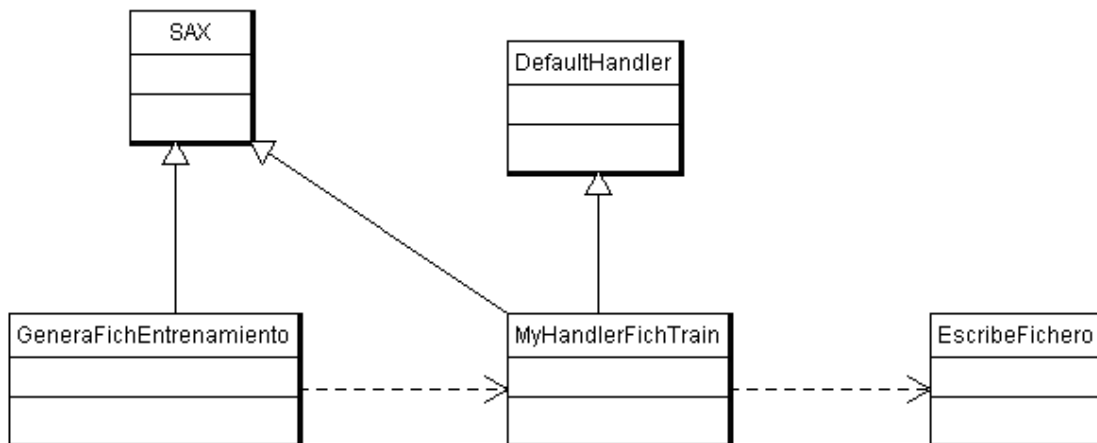 SAX
DefaultHandler
GeneraFichEntrenamiento
MyHandlerFichTrain
EscribeFichero